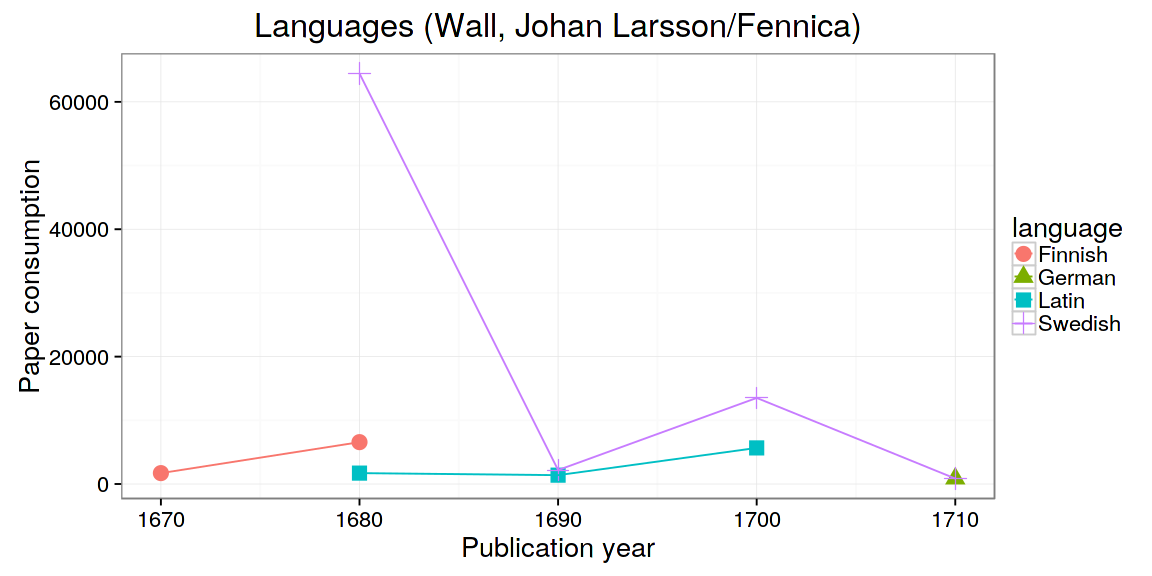 Languages (Wall, Johan Larsson/Fennica)
Paper consumption
60000
40000
20000
0
1670 1680 1690 1700 1710
Publication year
language
Finnish
German
Latin
Swedish